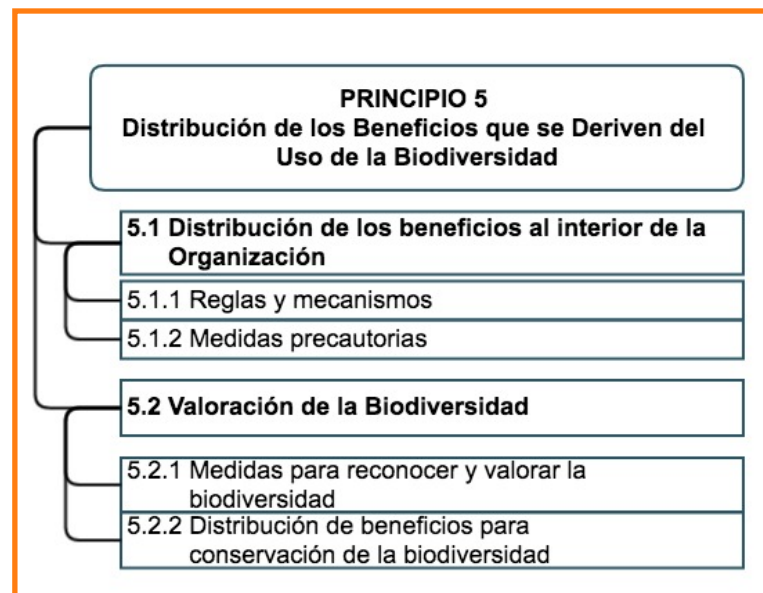 PRINCIPIO 5
Distribución de los Beneficios que se Deriven del
Uso de la Biodiversidad
5.1 Distribución de los beneficios al interior de la
Organización
5.1.1 Reglas y mecanismos
5.1.2 Medidas precautorias
5.2 Valoración de la Biodiversidad
5.2.1 Medidas para reconocer y valorar la
biodiversidad
5.2.2 Distribución de beneficios para
conservación de la biodiversidad